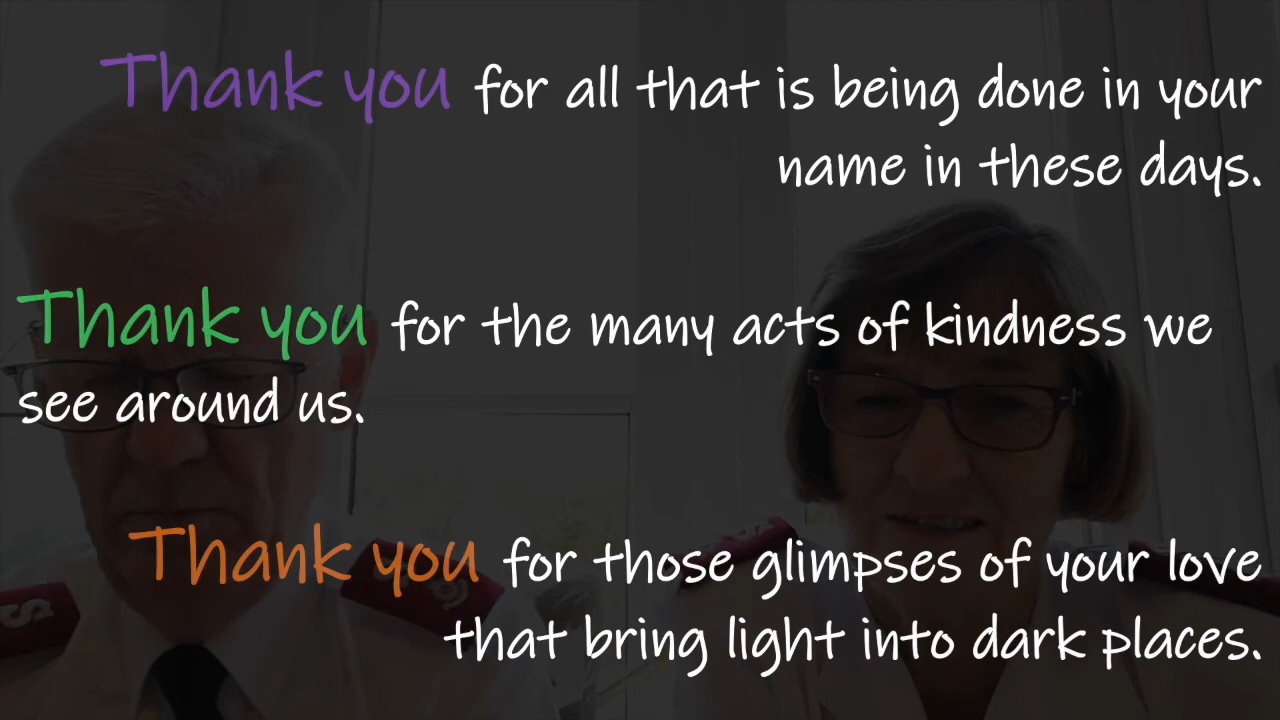 Thank you for all that is being done in your
name in these days.
Thank you for the many acts of kindness we
see around us.
Thank you for those glimpses of your love
that bring light into dark places.
S